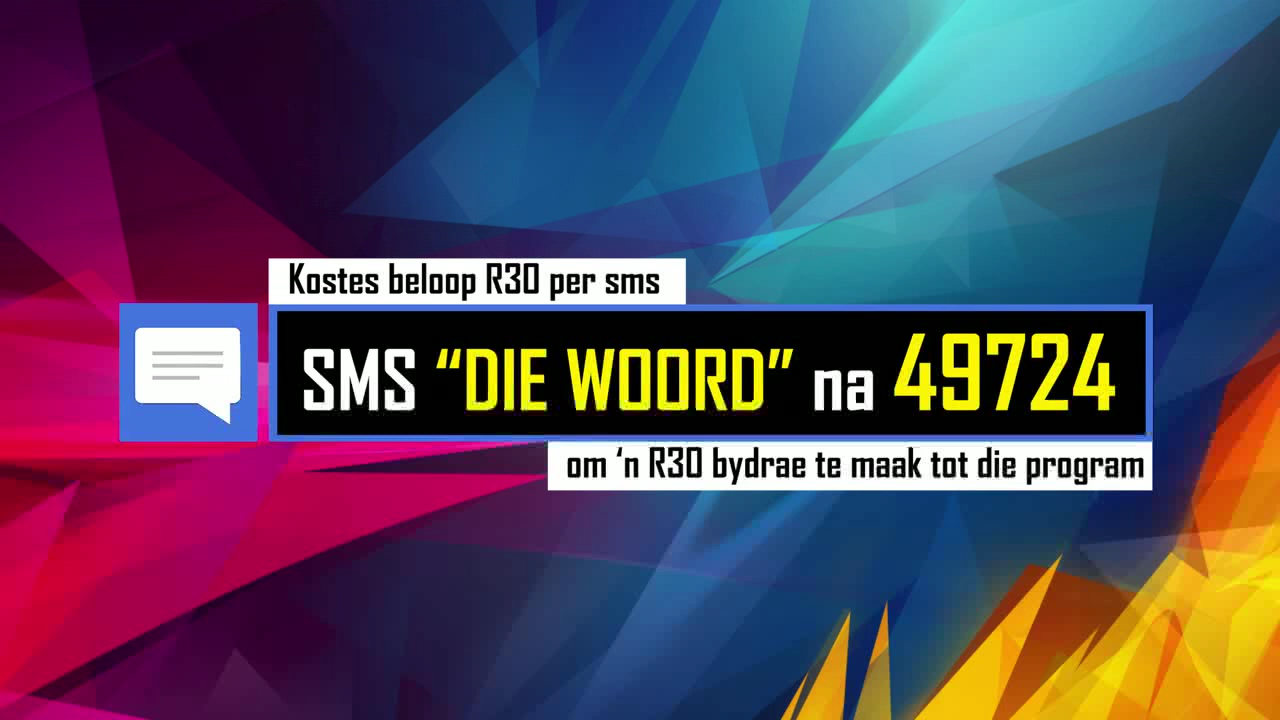 Kostes beloop R30 per sms
SMS “DIE WOORD” na 49724
om ‘n R30 bydrae te maak tot die program